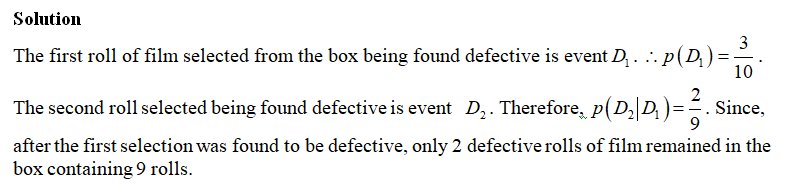 Solution
The first roll of film selected from the box being found defective is event D₁. ∴ p(D₁) = 3/10.
The second roll selected being found defective is event D₂. Therefore, p(D₂|D₁) = 2/9. Since,
after the first selection was found to be defective, only 2 defective rolls of film remained in the
box containing 9 rolls.